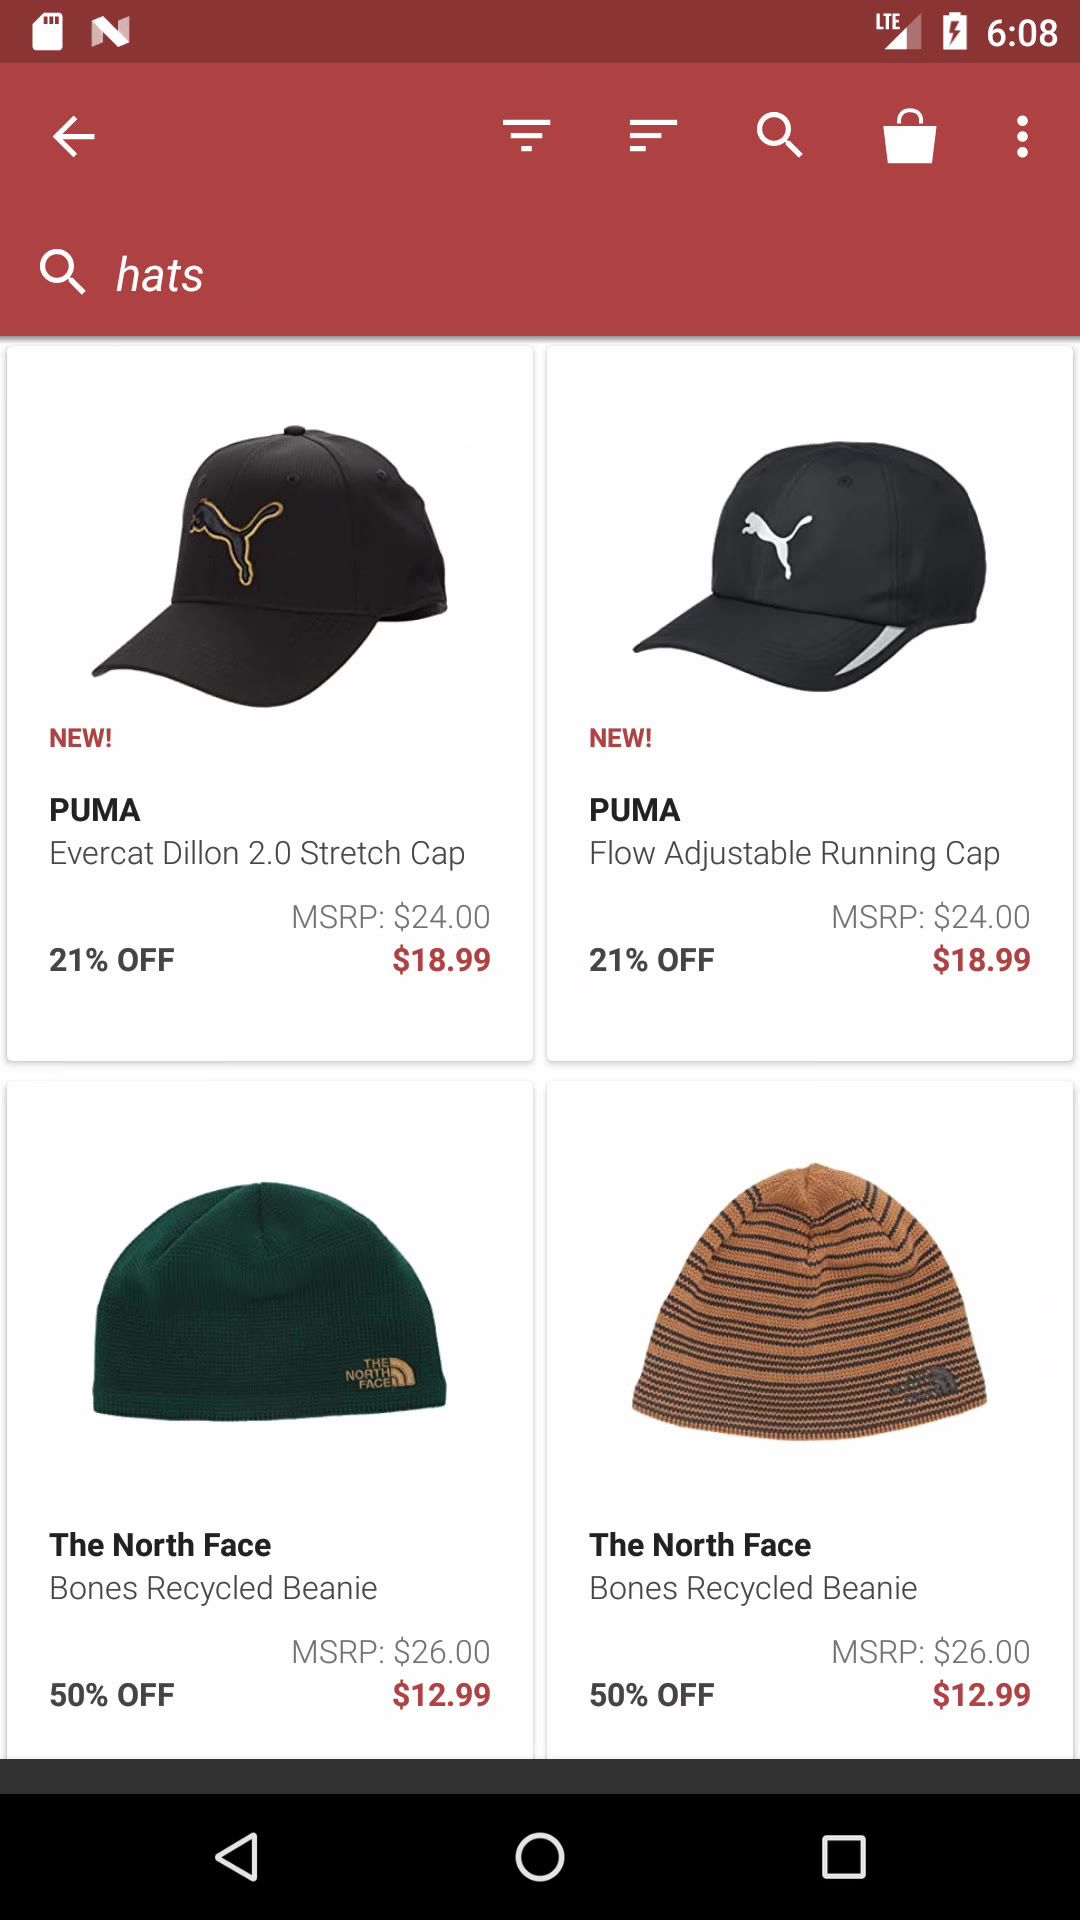 LTE 6:08
hats
NEW!
PUMA
Evercat Dillon 2.0 Stretch Cap
MSRP: $24.00
21% OFF $18.99
NEW!
PUMA
Flow Adjustable Running Cap
MSRP: $24.00
21% OFF $18.99
THE
NORTH
FACE
The North Face
Bones Recycled Beanie
MSRP: $26.00
50% OFF $12.99
The North Face
Bones Recycled Beanie
MSRP: $26.00
50% OFF $12.99